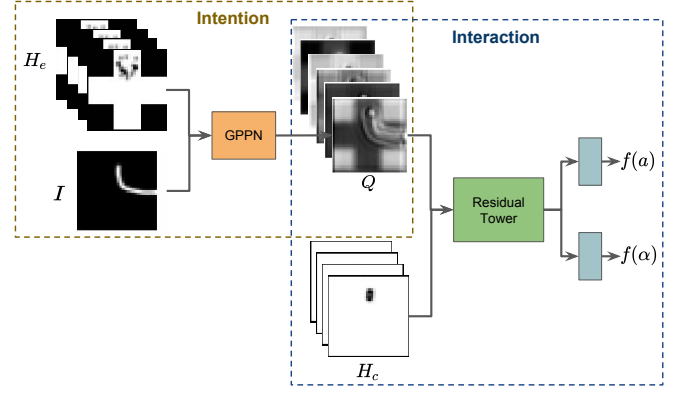 Intention
Interaction
H_e
GPPN
I
Q
Residual
Tower
f(a)
f(α)
H_c